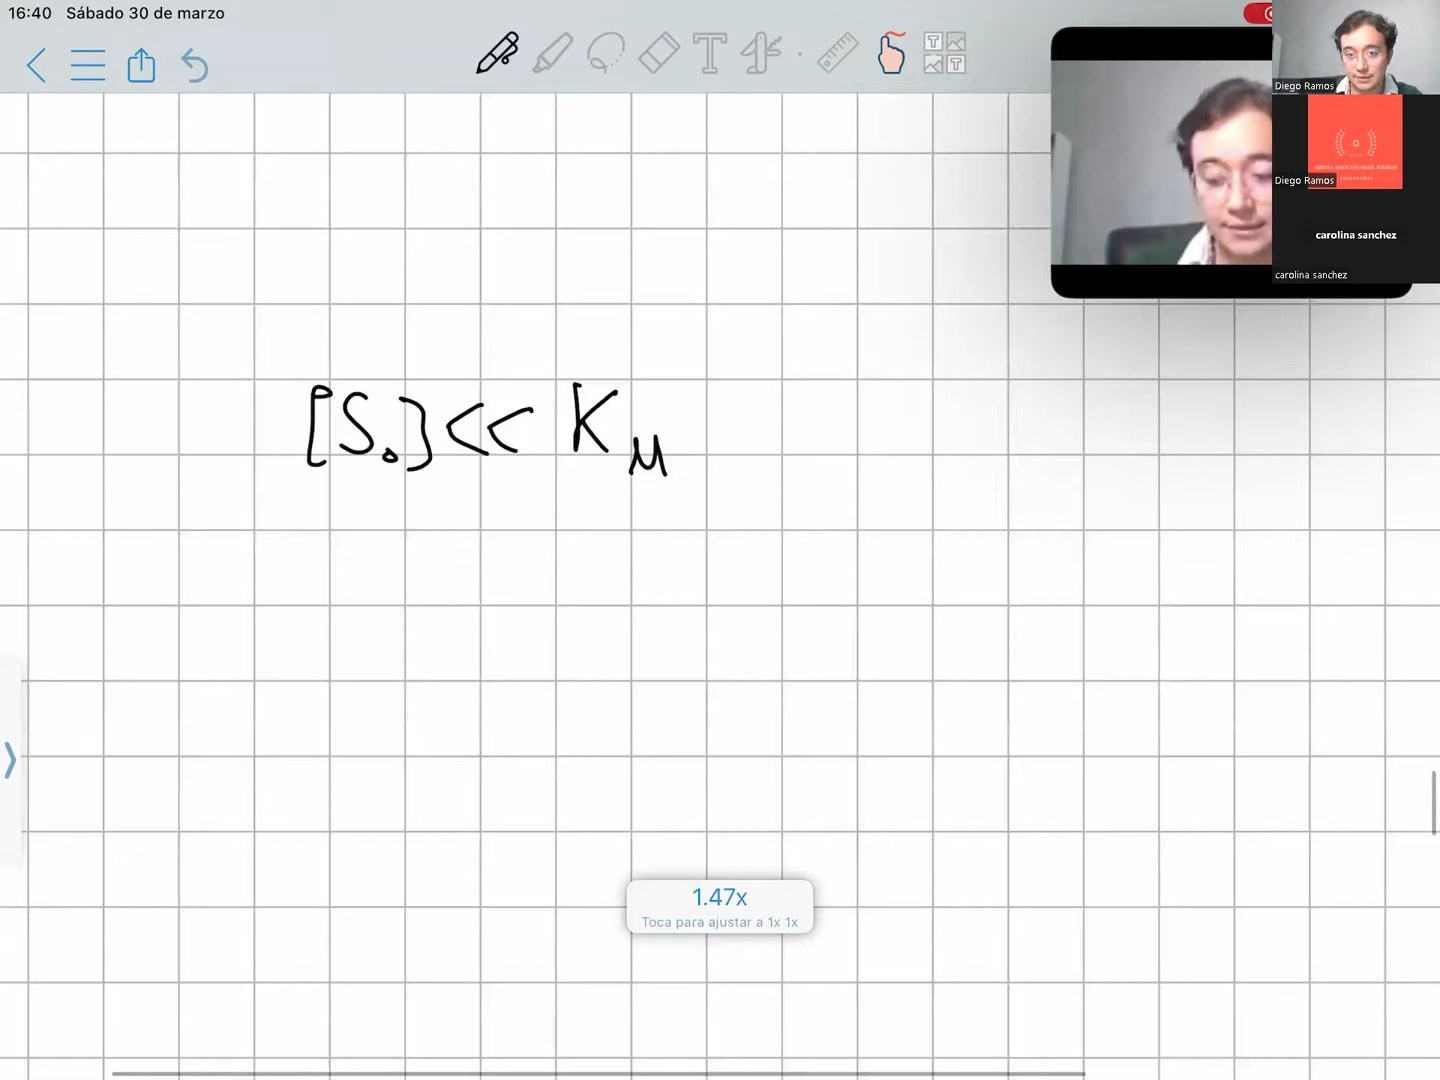 16:40 Sábado 30 de marzo
T
T
T
Diego Ramos
Diego Ramos
carolina sanchez
carolina sanchez
[S₀] << K_M
1.47x
Toca para ajustar a 1x 1x